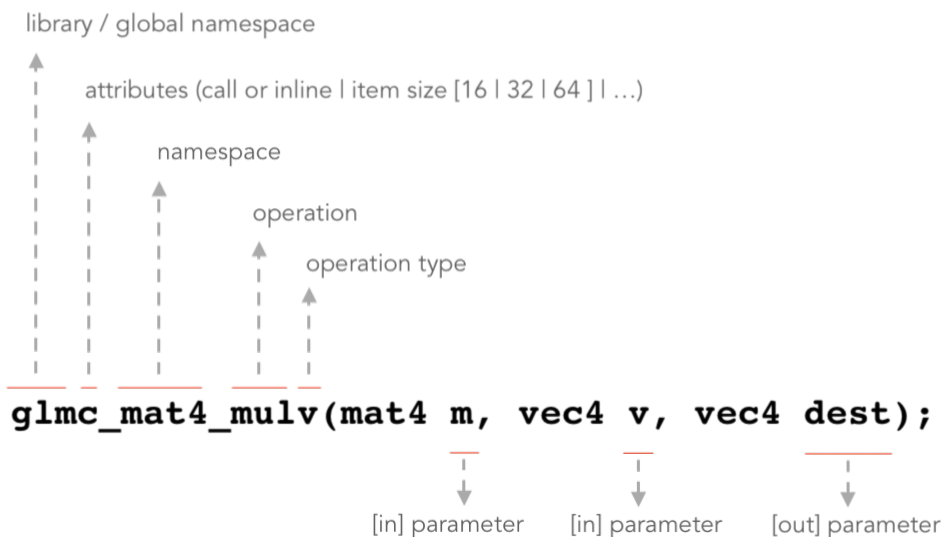 library / global namespace
attributes (call or inline | item size [16 | 32 | 64 ] | ...)
namespace
operation
operation type
glmc_mat4_mulv(mat4 m, vec4 v, vec4 dest);
[in] parameter [in] parameter [out] parameter